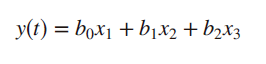 y(t) = b₀x₁ + b₁x₂ + b₂x₃